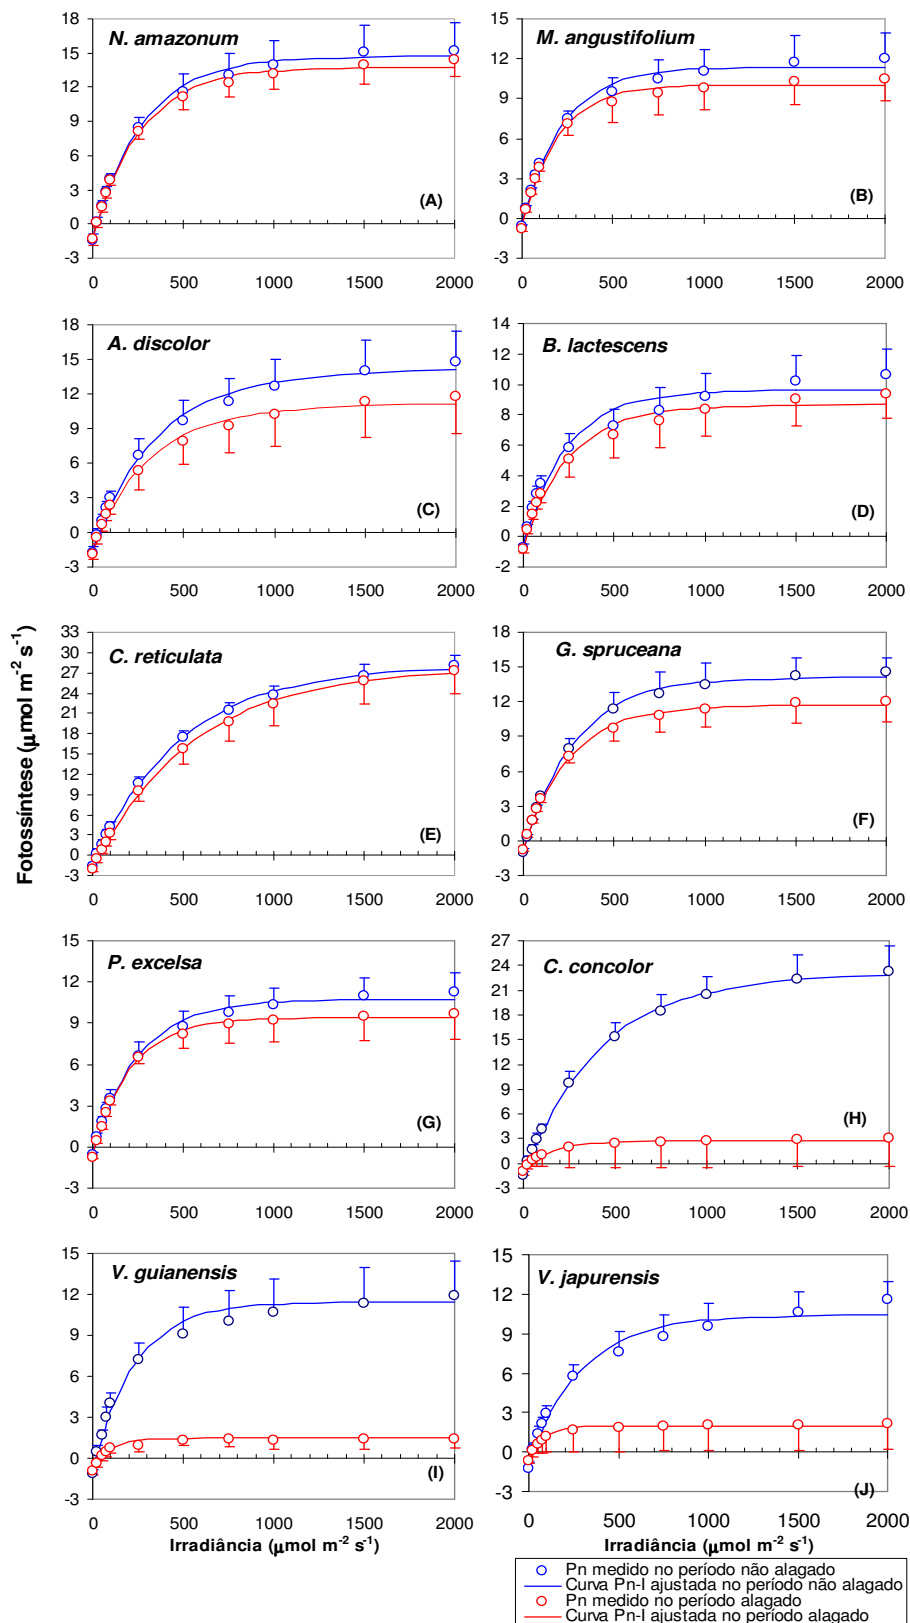 N. amazonum
18
15
12
9
6
3
0
-3
(A)
0 500 1000 1500 2000
M. angustifolium
15
12
9
6
3
0
-3
(B)
0 500 1000 1500 2000
A. discolor
18
15
12
9
6
3
0
-3
(C)
0 500 1000 1500 2000
B. lactescens
14
12
10
8
6
4
2
0
-2
(D)
0 500 1000 1500 2000
Fotossíntese (μmol m-2 s-1)
C. reticulata
33
30
27
24
21
18
15
12
9
6
3
0
-3
(E)
0 500 1000 1500 2000
G. spruceana
18
15
12
9
6
3
0
-3
(F)
0 500 1000 1500 2000
P. excelsa
15
12
9
6
3
0
-3
(G)
0 500 1000 1500 2000
C. concolor
27
24
21
18
15
12
9
6
3
0
-3
(H)
0 500 1000 1500 2000
V. guianensis
15
12
9
6
3
0
-3
(I)
0 500 1000 1500 2000
Irradiância (μmol m-2 s-1)
V. japurensis
15
12
9
6
3
0
-3
(J)
0 500 1000 1500 2000
Irradiância (μmol m-2 s-1)
Pn medido no período não alagado
Curva Pn-I ajustada no período não alagado
Pn medido no período alagado
Curva Pn-I ajustada no período alagado